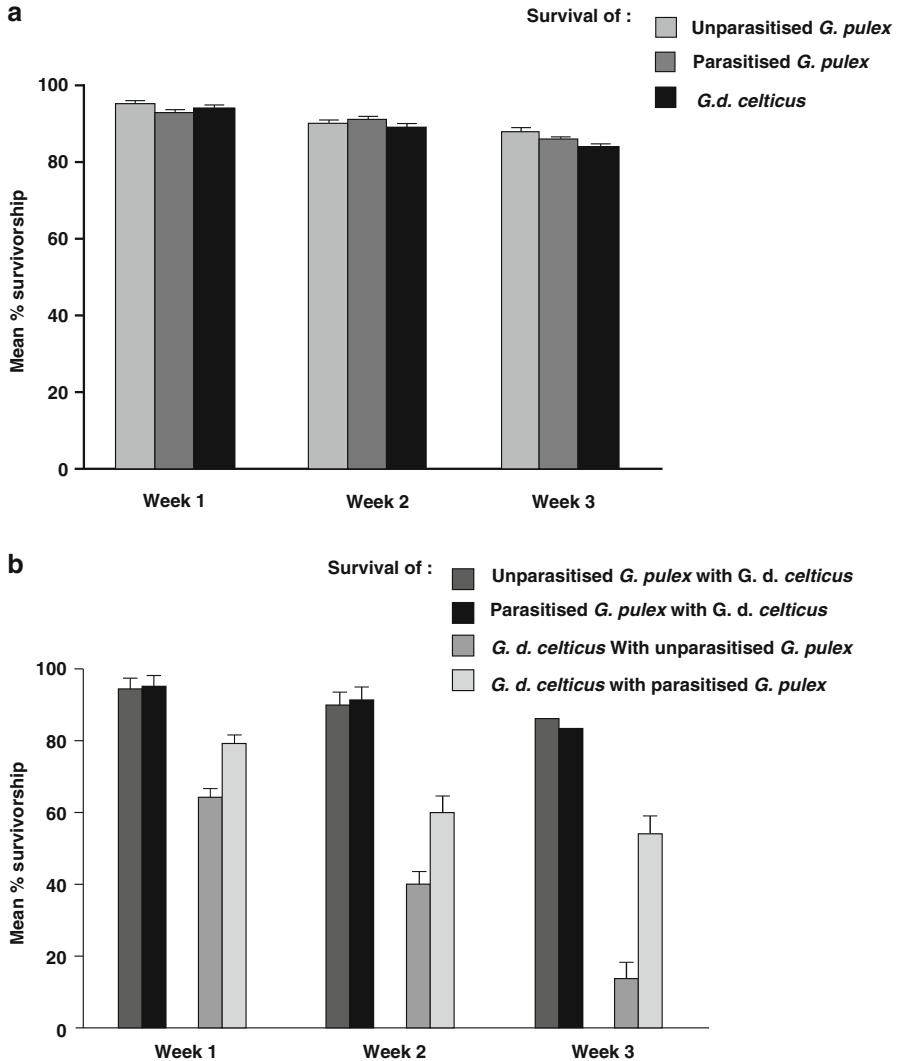 a
Survival of :
Unparasitised G. pulex
Parasitised G. pulex
G.d. celticus
Mean % survivorship
100
80
60
40
20
0
Week 1
Week 2
Week 3
b
Survival of :
Unparasitised G. pulex with G. d. celticus
Parasitised G. pulex with G. d. celticus
G. d. celticus With unparasitised G. pulex
G. d. celticus with parasitised G. pulex
Mean % survivorship
100
80
60
40
20
0
Week 1
Week 2
Week 3